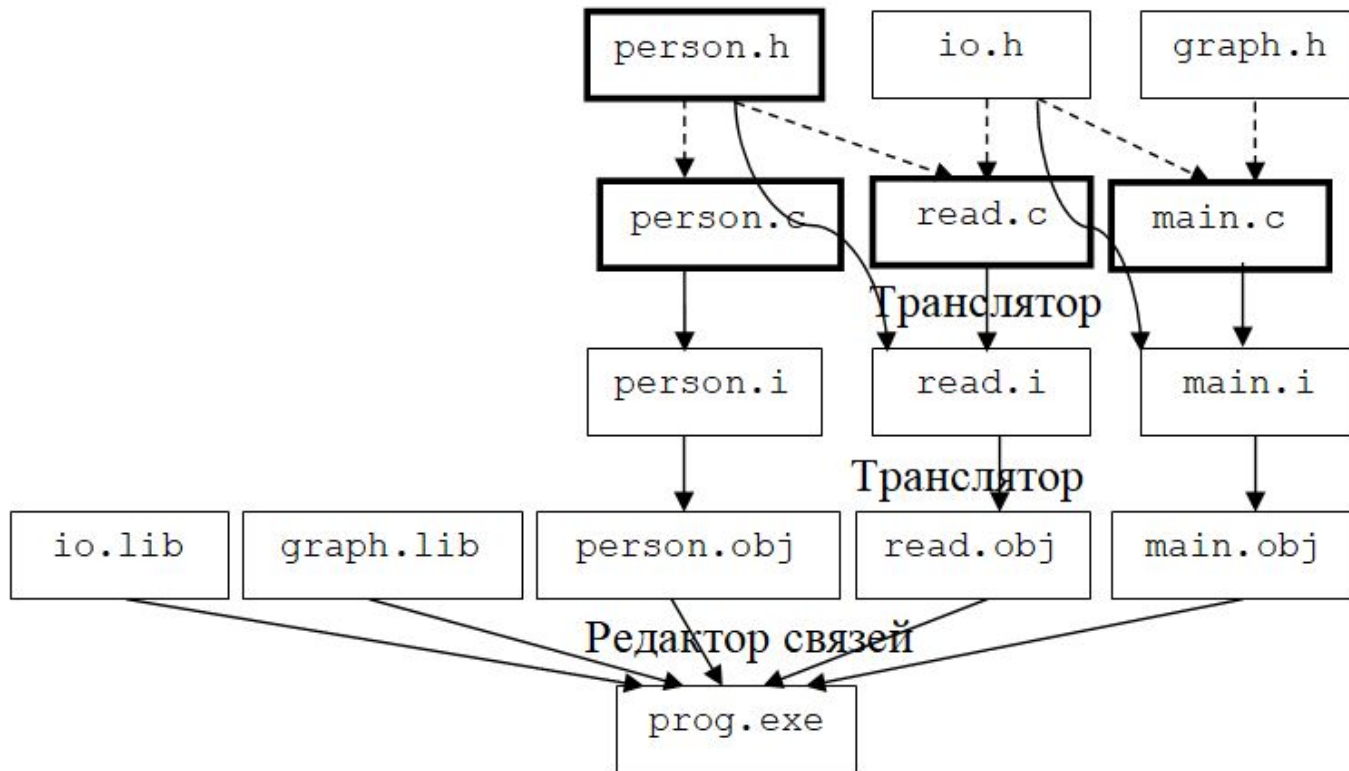 person.h io.h graph.h
person.c read.c main.c
Транслятор
person.i read.i main.i
Транслятор
io.lib graph.lib person.obj read.obj main.obj
Редактор связей
prog.exe